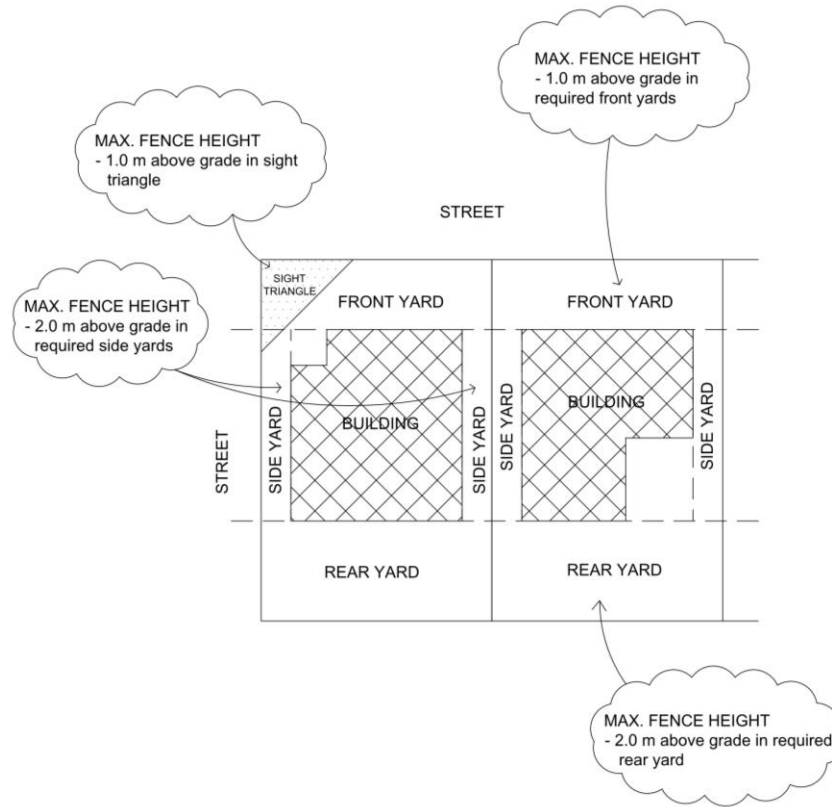 MAX. FENCE HEIGHT
- 1.0 m above grade in
required front yards
MAX. FENCE HEIGHT
- 1.0 m above grade in sight
triangle
STREET
SIGHT
TRIANGLE
FRONT YARD
FRONT YARD
MAX. FENCE HEIGHT
- 2.0 m above grade in
required side yards
BUILDING
BUILDING
STREET
SIDE YARD
SIDE YARD
SIDE YARD
SIDE YARD
REAR YARD
REAR YARD
MAX. FENCE HEIGHT
- 2.0 m above grade in required
rear yard